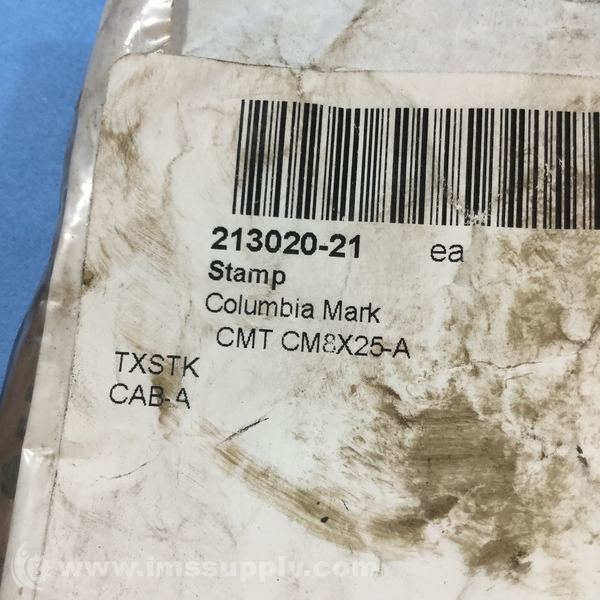 213020-21 ea
Stamp
Columbia Mark
CMT CM8X25-A
TXSTK
CAB-A
www.imssupply.com